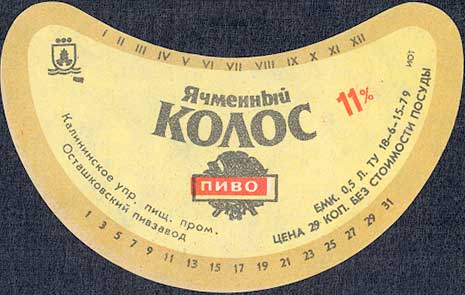 I II III IV V VI VII VIII IX X XI XII
Ячменный
КОЛОС
11%
ПИВО
Калининское упр. пищ. пром.
Осташковский пивзавод
ЕМК. 0,5 Л. ТУ 18-6-15-79
ЦЕНА 29 КОП. БЕЗ СТОИМОСТИ ПОСУДЫ
1 3 5 7 9 11 13 15 17 19 21 23 25 27 29 31